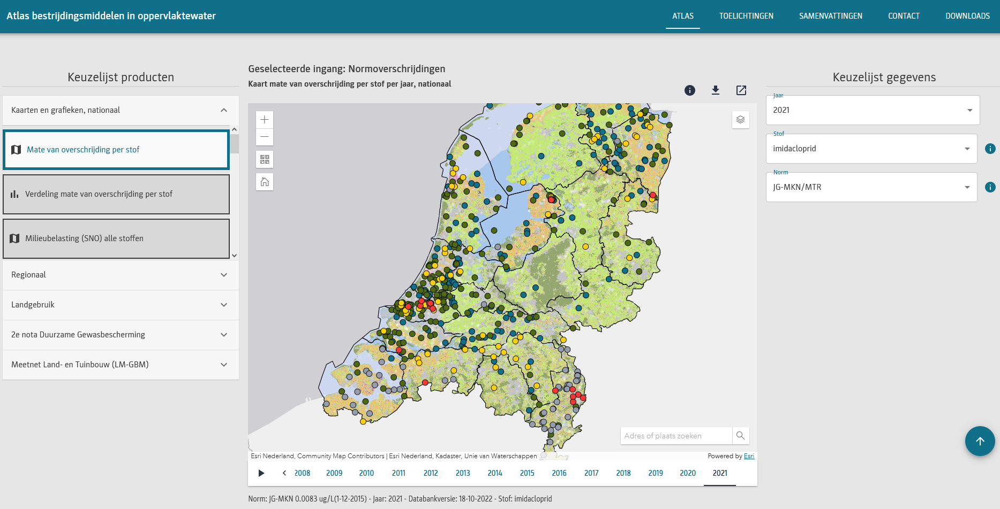 Atlas bestrijdingsmiddelen in oppervlaktewater
ATLAS TOELICHTINGEN SAMENVATTINGEN CONTACT DOWNLOADS
Keuzelijst producten
Kaarten en grafieken, nationaal
Mate van overschrijding per stof
Verdeling mate van overschrijding per stof
Milieubelasting (SNO) alle stoffen
Regionaal
Landgebruik
2e nota Duurzame Gewasbescherming
Meetnet Land- en Tuinbouw (LM-GBM)
Geselecteerde ingang: Normoverschrijdingen
Kaart mate van overschrijding per stof per jaar, nationaal
Adres of plaats zoeken
Esri Nederland, Community Map Contributors | Esri Nederland, Kadaster, Unie van Waterschappen
Powered by Esri
2008 2009 2010 2011 2012 2013 2014 2015 2016 2017 2018 2019 2020 2021
Norm: JG-MKN 0.0083 ug/L(1-12-2015) - Jaar: 2021 - Databankversie: 18-10-2022 - Stof: imidacloprid
Keuzelijst gegevens
Jaar
2021
Stof
imidacloprid
Norm
JG-MKN/MTR